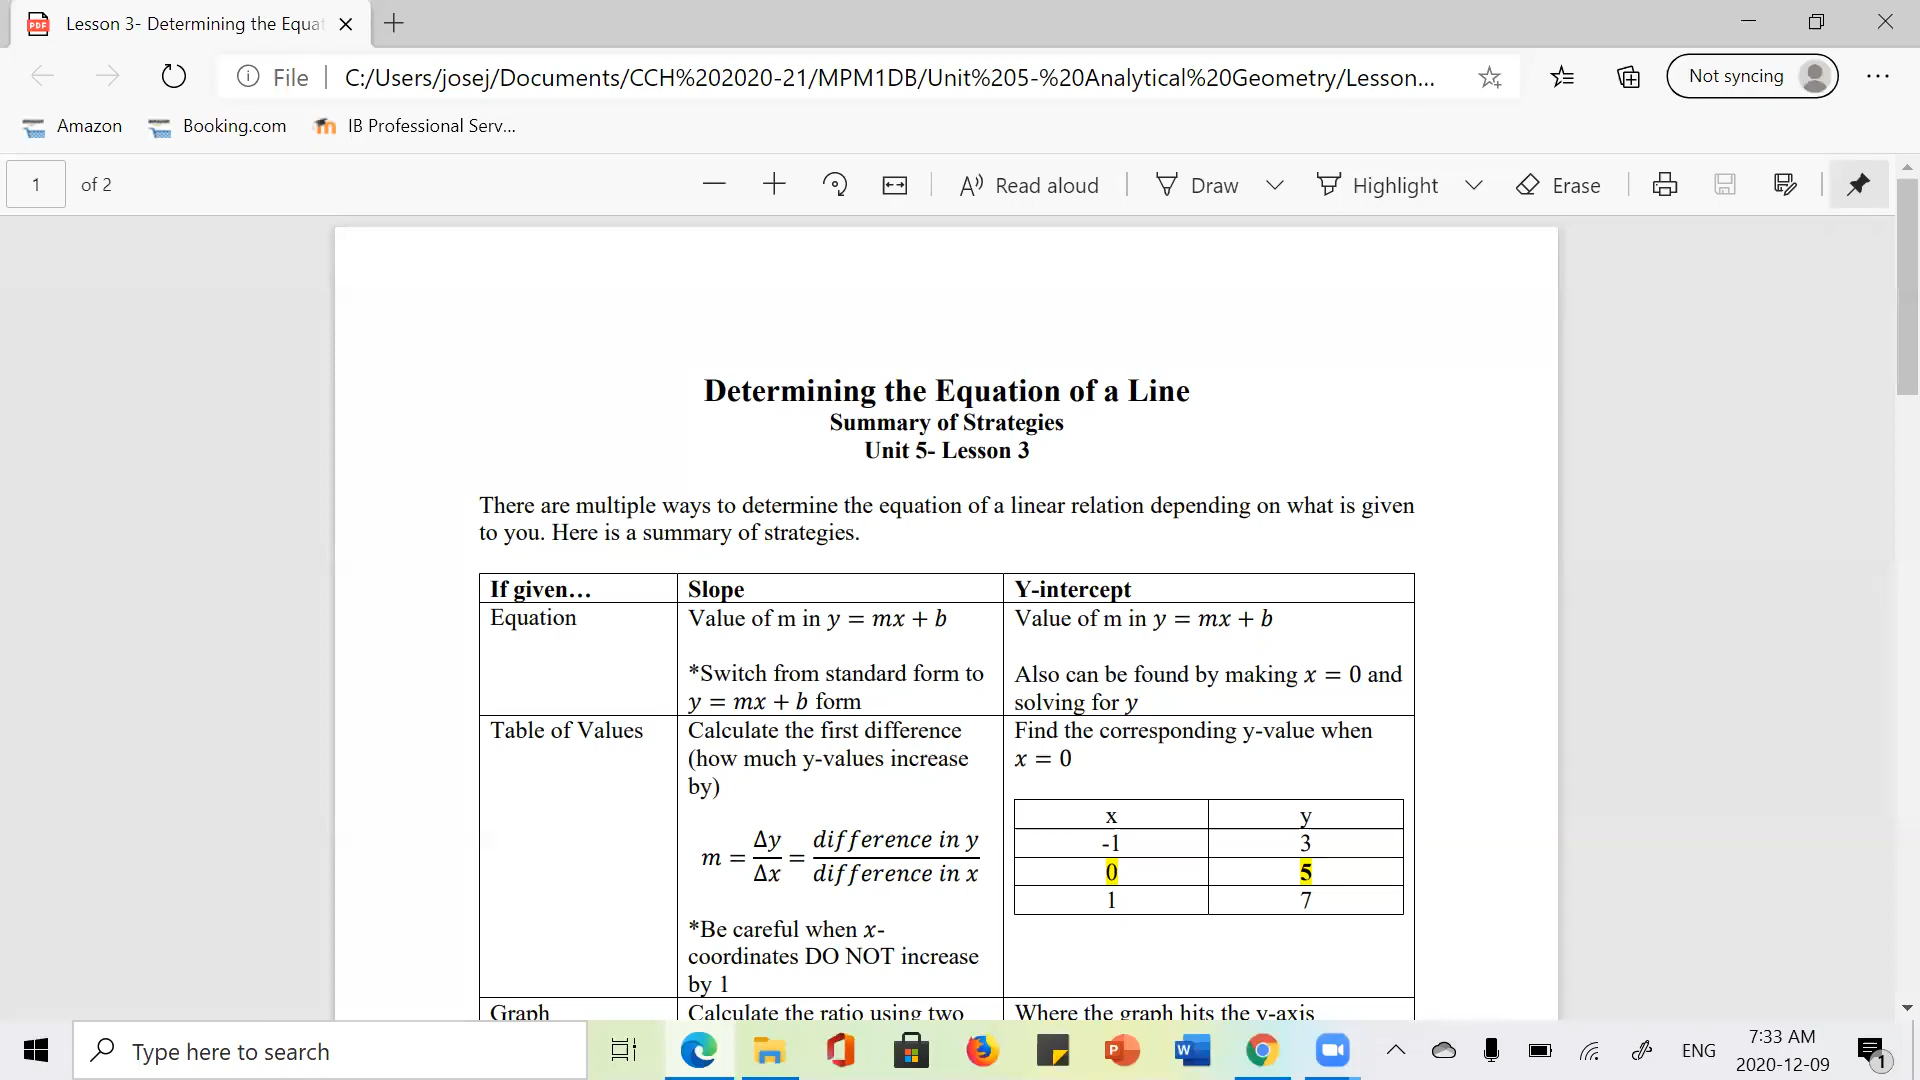 Lesson 3- Determining the Equat
File
C:/Users/josej/Documents/CCH%202020-21/MPM1DB/Unit%205-%20Analytical%20Geometry/Lesson...
Not syncing
Amazon
Booking.com
IB Professional Serv...
1 of 2
Read aloud
Draw
Highlight
Erase
Determining the Equation of a Line
Summary of Strategies
Unit 5- Lesson 3
There are multiple ways to determine the equation of a linear relation depending on what is given
to you. Here is a summary of strategies.
If given… Slope Y-intercept
Equation
Value of m in y = mx + b
*Switch from standard form to
y = mx + b form
Value of m in y = mx + b
Also can be found by making x = 0 and
solving for y
Table of Values
Calculate the first difference
(how much y-values increase
by)
m = Δy/Δx = difference in y/difference in x
*Be careful when x-
coordinates DO NOT increase
by 1
Find the corresponding y-value when
x = 0
x y
-1 3
0 5
1 7
Graph
Calculate the ratio using two
Where the graph hits the y-axis
Type here to search
ENG
7:33 AM
2020-12-09
1